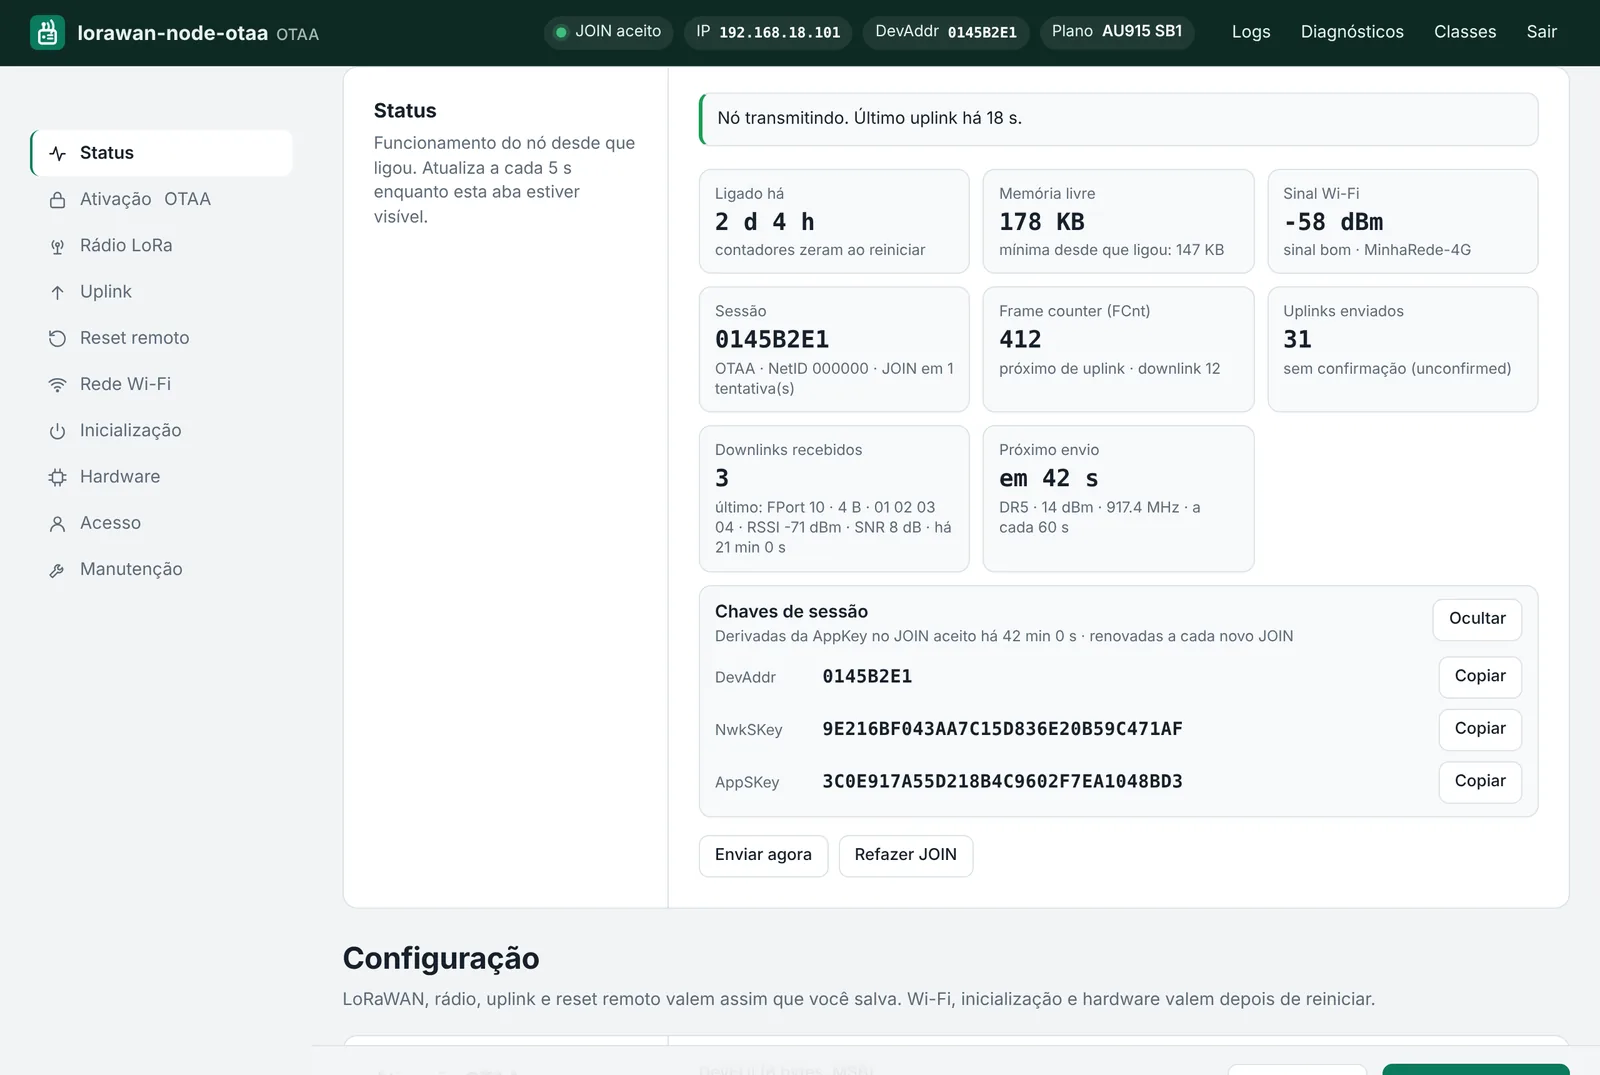 lorawan-node-otaa OTAA
JOIN aceito
IP 192.168.18.101
DevAddr 0145B2E1
Plano AU915 SB1
Logs
Diagnósticos
Classes
Sair
Status
Ativação OTAA
Rádio LoRa
Uplink
Reset remoto
Rede Wi-Fi
Inicialização
Hardware
Acesso
Manutenção
Status
Funcionamento do nó desde que
ligou. Atualiza a cada 5 s
enquanto esta aba estiver
visível.
Nó transmitindo. Último uplink há 18 s.
Ligado há
2 d 4 h
contadores zeram ao reiniciar
Memória livre
178 KB
mínima desde que ligou: 147 KB
Sinal Wi-Fi
-58 dBm
sinal bom · MinhaRede-4G
Sessão
0145B2E1
OTAA · NetID 000000 · JOIN em 1
tentativa(s)
Frame counter (FCnt)
412
próximo de uplink · downlink 12
Uplinks enviados
31
sem confirmação (unconfirmed)
Downlinks recebidos
3
último: FPort 10 · 4 B · 01 02 03
04 · RSSI -71 dBm · SNR 8 dB · há
21 min 0 s
Próximo envio
em 42 s
DR5 · 14 dBm · 917.4 MHz · a
cada 60 s
Chaves de sessão
Derivadas da AppKey no JOIN aceito há 42 min 0 s · renovadas a cada novo JOIN
Ocultar
DevAddr 0145B2E1 Copiar
NwkSKey 9E216BF043AA7C15D836E20B59C471AF Copiar
AppSKey 3C0E917A55D218B4C9602F7EA1048BD3 Copiar
Enviar agora
Refazer JOIN
Configuração
LoRaWAN, rádio, uplink e reset remoto valem assim que você salva. Wi-Fi, inicialização e hardware valem depois de reiniciar.